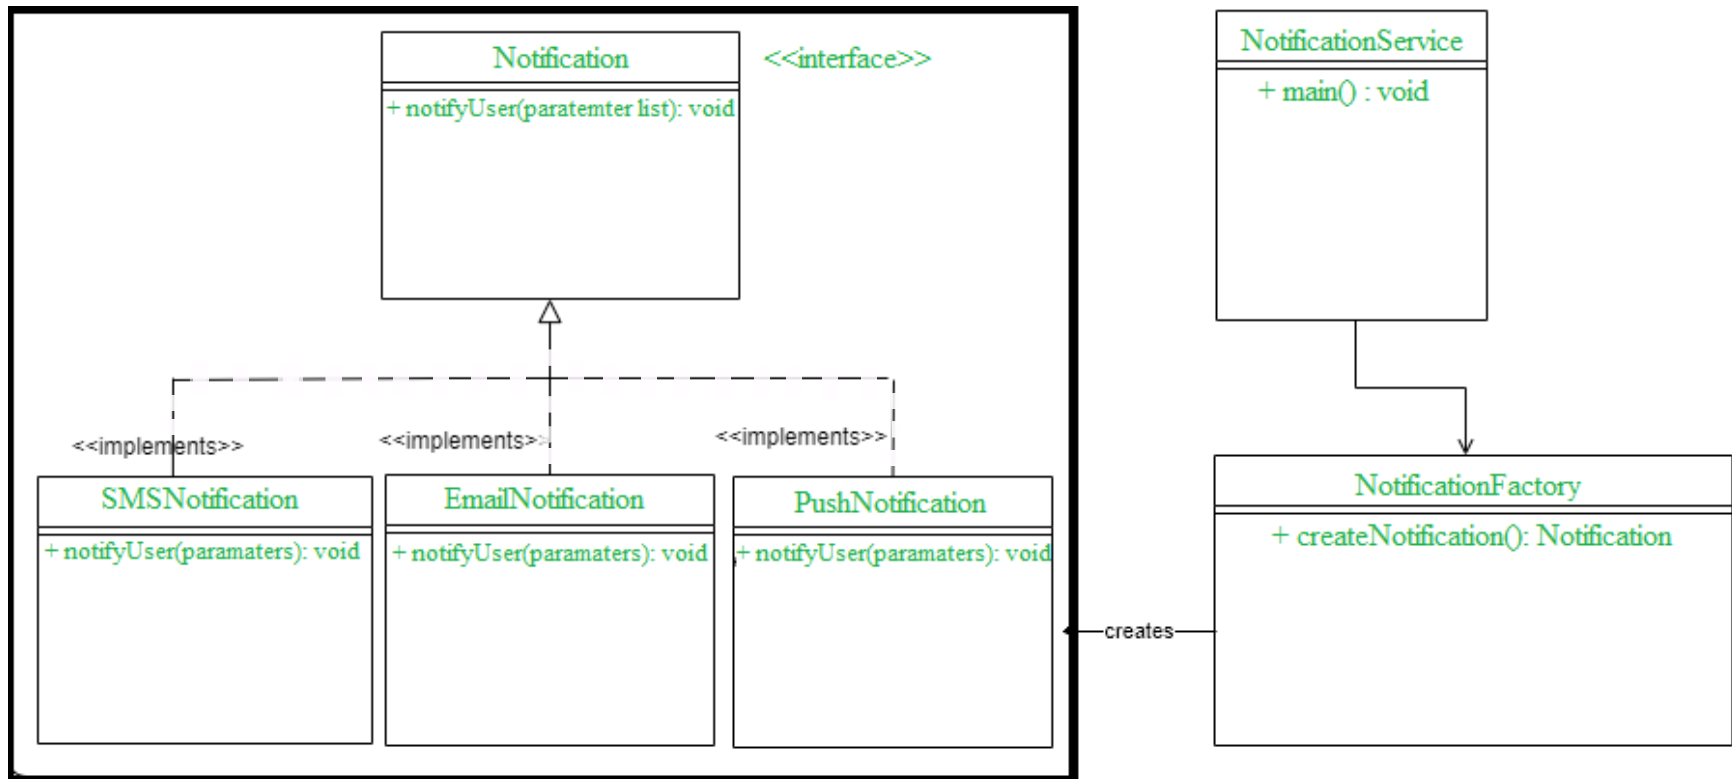 Notification
<<interface>>
+ notifyUser(paratemter list): void
<<implements>>
<<implements>>
<<implements>>
SMSNotification
+ notifyUser(paramaters): void
EmailNotification
+ notifyUser(paramaters): void
PushNotification
+ notifyUser(paramaters): void
NotificationService
+ main() : void
NotificationFactory
+ createNotification(): Notification
creates